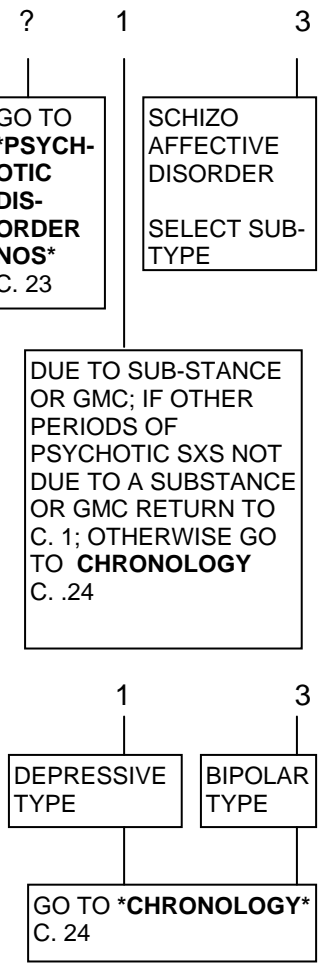 ? 1 3
GO TO
*PSYCH-
OTIC
DIS-
ORDER
NOS*
C. 23
SCHIZO
AFFECTIVE
DISORDER
SELECT SUB-
TYPE
DUE TO SUB-STANCE
OR GMC; IF OTHER
PERIODS OF
PSYCHOTIC SXS NOT
DUE TO A SUBSTANCE
OR GMC RETURN TO
C. 1; OTHERWISE GO
TO CHRONOLOGY
C. .24
1 3
DEPRESSIVE
TYPE
BIPOLAR
TYPE
GO TO *CHRONOLOGY*
C. 24